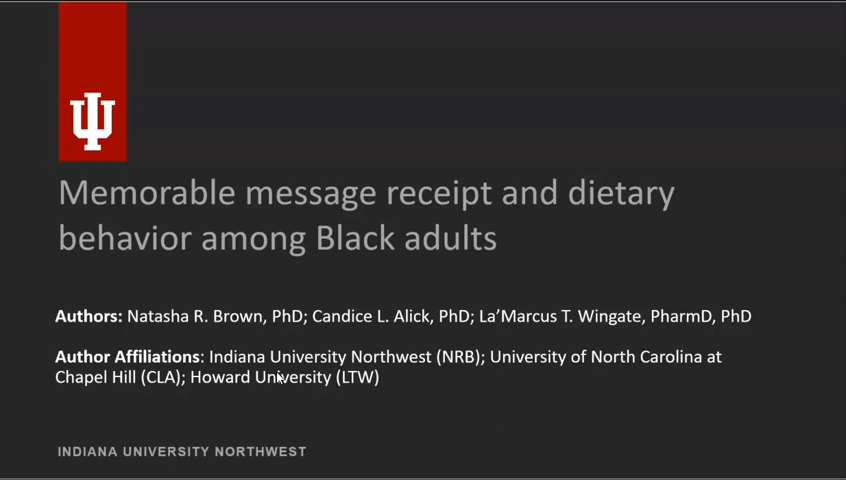 Memorable message receipt and dietary
behavior among Black adults
Authors: Natasha R. Brown, PhD; Candice L. Alick, PhD; La’Marcus T. Wingate, PharmD, PhD
Author Affiliations: Indiana University Northwest (NRB); University of North Carolina at
Chapel Hill (CLA); Howard University (LTW)
INDIANA UNIVERSITY NORTHWEST